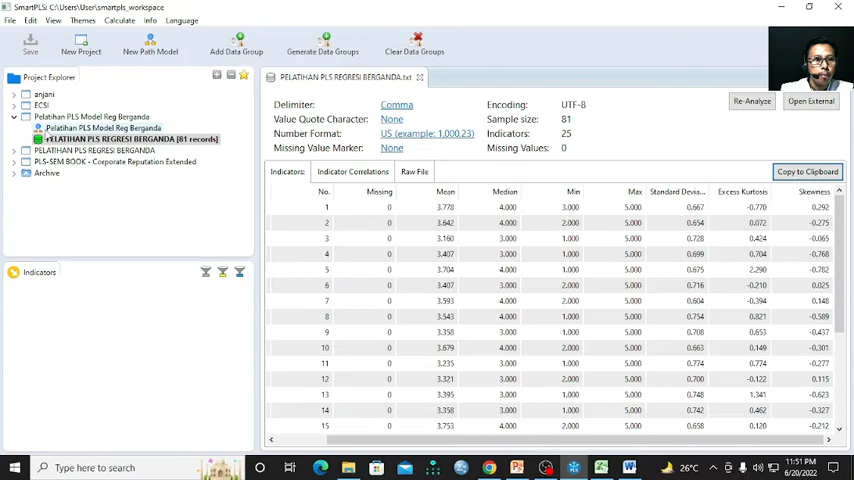 SmartPLS: C:\Users\User\smartpls_workspace
File Edit View Themes Calculate Info Language
Save New Project New Path Model Add Data Group Generate Data Groups Clear Data Groups
Project Explorer
anjani
ECSI
Pelatihan PLS Model Reg Berganda
Pelatihan PLS Model Reg Berganda
PELATIHAN PLS REGRESI BERGANDA [81 records]
PELATIHAN PLS REGRESI BERGANDA
PLS-SEM BOOK - Corporate Reputation Extended
Archive
Indicators
PELATIHAN PLS REGRESI BERGANDA.txt
Delimiter: Comma Encoding: UTF-8
Value Quote Character: None Sample size: 81
Number Format: US (example: 1,000.23) Indicators: 25
Missing Value Marker: None Missing Values: 0
Re-Analyze Open External
Indicators: Indicator Correlations Raw File Copy to Clipboard
No. Missing Mean Median Min Max Standard Devia... Excess Kurtosis Skewness
1 0 3.778 4.000 3.000 5.000 0.667 -0.770 0.292
2 0 3.642 4.000 2.000 5.000 0.654 0.072 -0.275
3 0 3.160 3.000 1.000 5.000 0.728 0.424 -0.065
4 0 3.407 4.000 1.000 5.000 0.699 0.704 -0.768
5 0 3.704 4.000 1.000 5.000 0.675 2.290 -0.782
6 0 3.407 3.000 2.000 5.000 0.716 -0.210 0.025
7 0 3.593 4.000 2.000 5.000 0.604 -0.394 0.148
8 0 3.543 4.000 1.000 5.000 0.754 0.821 -0.589
9 0 3.358 3.000 1.000 5.000 0.708 0.653 -0.437
10 0 3.679 4.000 2.000 5.000 0.663 0.149 -0.301
11 0 3.235 3.000 1.000 5.000 0.774 0.774 -0.277
12 0 3.321 3.000 2.000 5.000 0.700 -0.122 0.115
13 0 3.395 3.000 1.000 5.000 0.748 1.341 -0.623
14 0 3.358 3.000 1.000 5.000 0.742 0.462 -0.327
15 0 3.753 4.000 2.000 5.000 0.658 0.120 -0.212
Type here to search
26°C
11:51 PM
6/20/2022